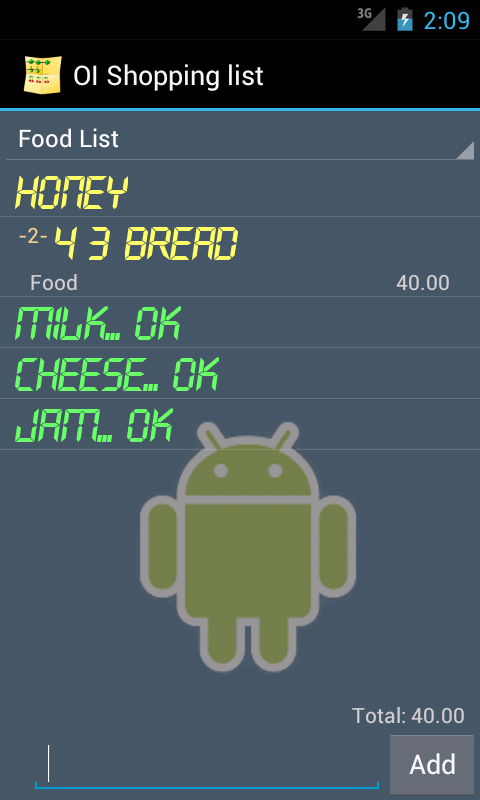 3G 2:09
OI Shopping list
Food List
HONEY
-2- 4 3 BREAD
Food 40.00
MILK... OK
CHEESE... OK
JAM... OK
Total: 40.00
Add